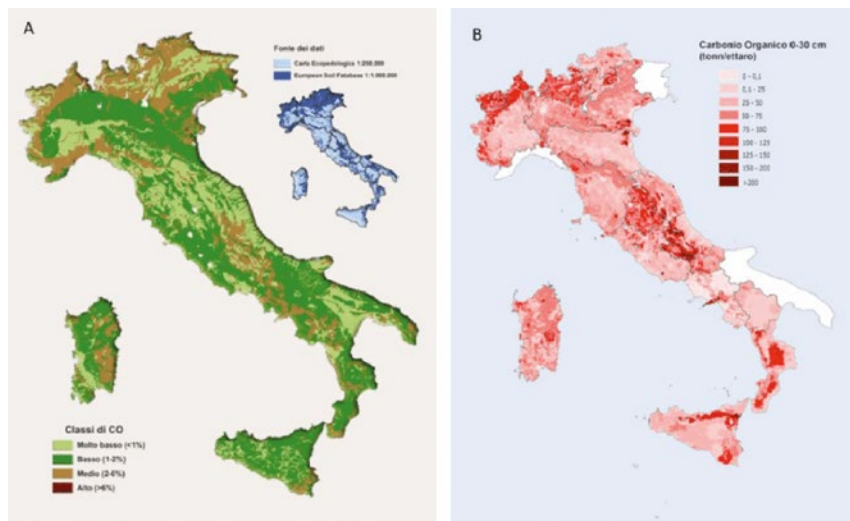 A
Fonte dei dati
Carta Ecopedologica 1:250.000
European Soil Database 1:1.000.000
Classi di CO
Molto basso (<1%)
Basso (1-2%)
Medio (2-6%)
Alto (>6%)
B
Carbonio Organico 0-30 cm
(tonn/ettaro)
0 - 0,1
0,1 - 25
25 - 50
50 - 75
75 - 100
100 - 125
125 - 150
150 - 200
>200